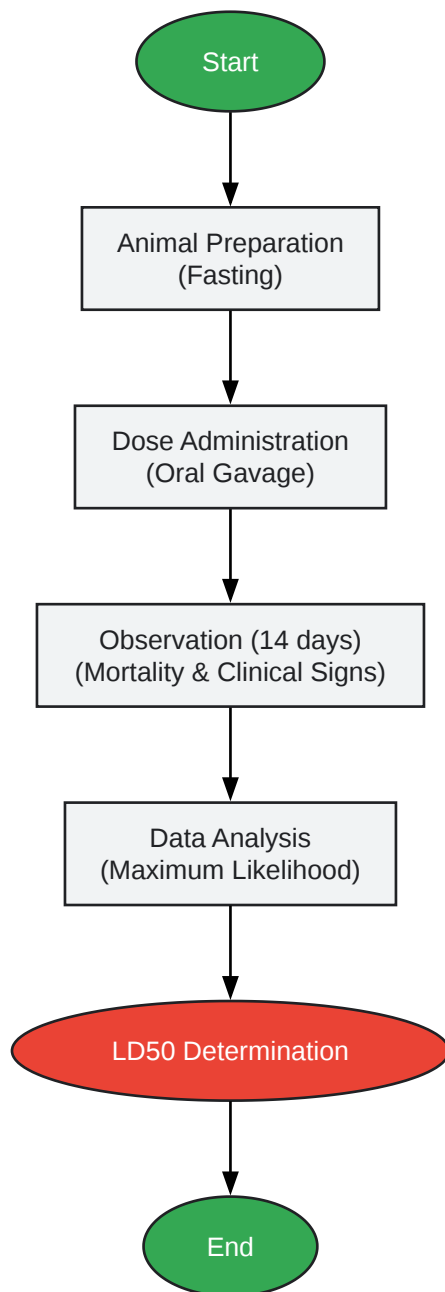 Start
Animal Preparation
(Fasting)
Dose Administration
(Oral Gavage)
Observation (14 days)
(Mortality & Clinical Signs)
Data Analysis
(Maximum Likelihood)
LD50 Determination
End